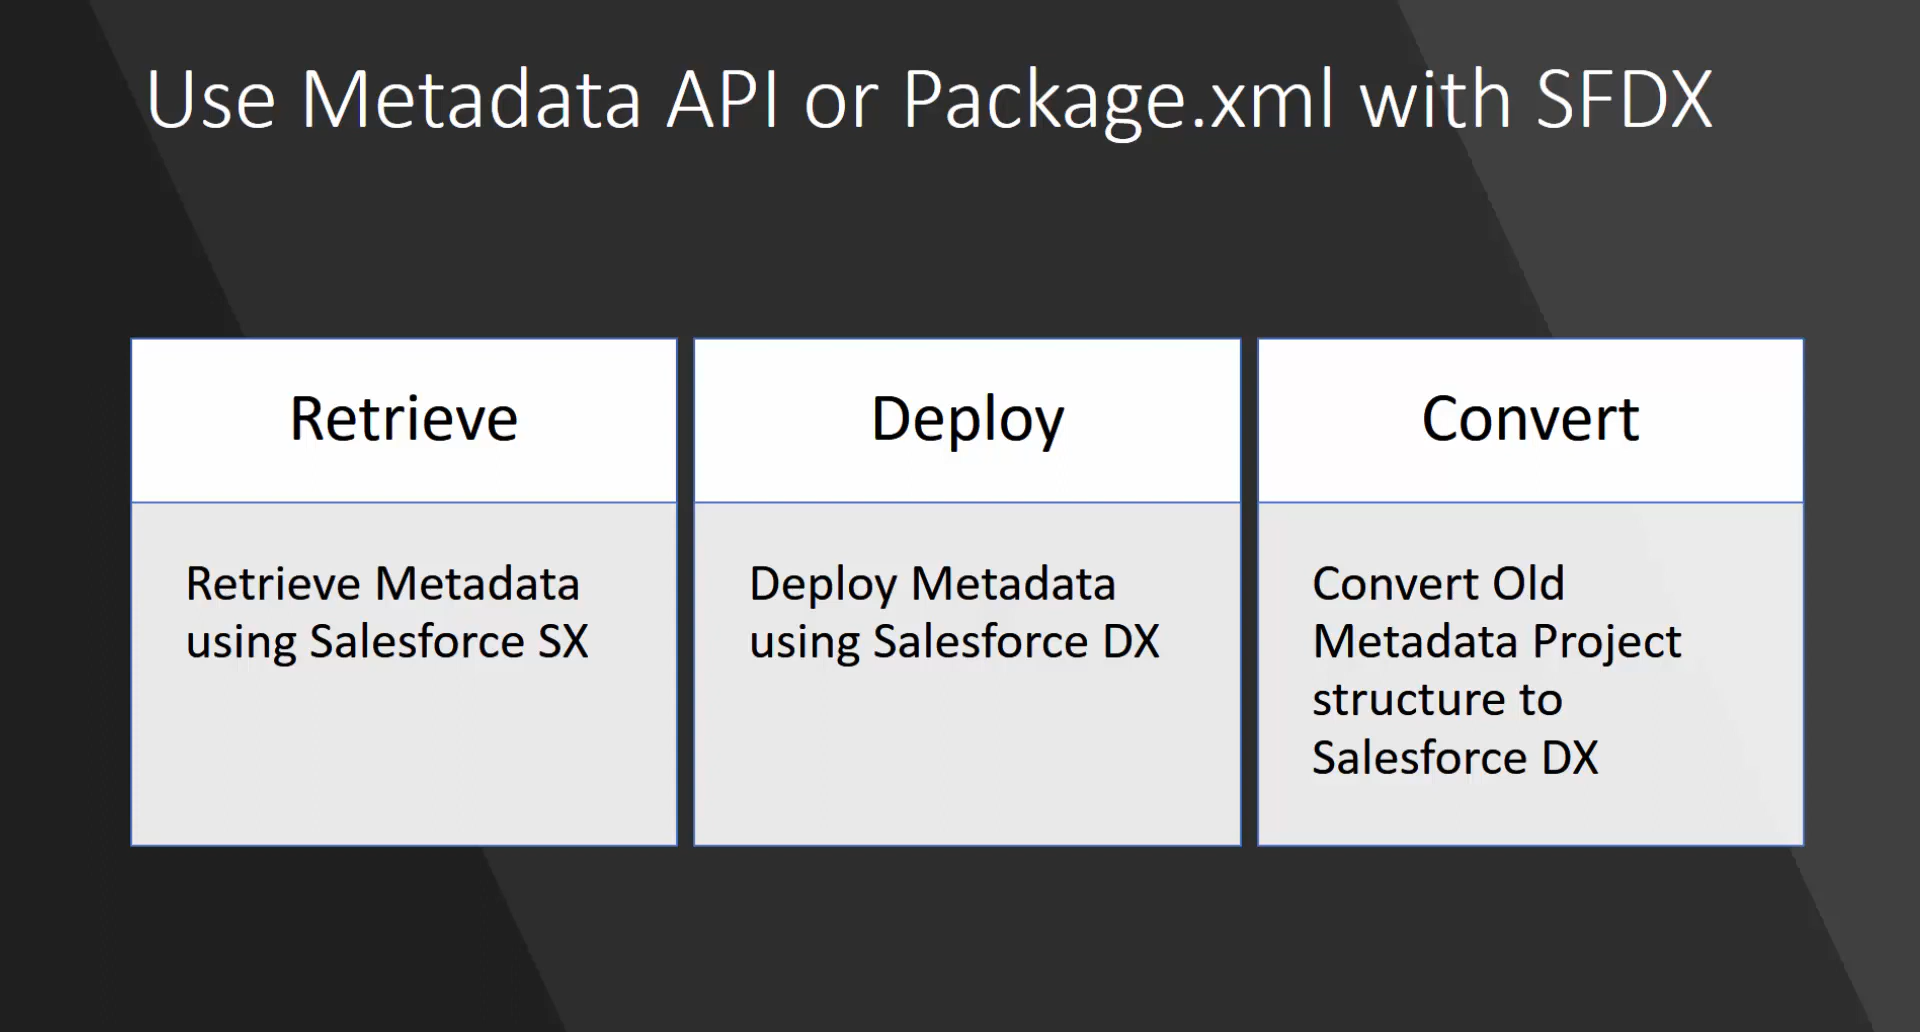 Use Metadata API or Package.xml with SFDX
Retrieve
Retrieve Metadata
using Salesforce SX
Deploy
Deploy Metadata
using Salesforce DX
Convert
Convert Old
Metadata Project
structure to
Salesforce DX